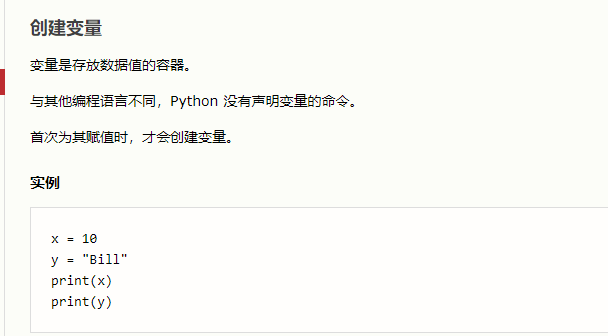 创建变量
变量是存放数据值的容器。
与其他编程语言不同，Python 没有声明变量的命令。
首次为其赋值时，才会创建变量。
实例
x = 10
y = "Bill"
print(x)
print(y)